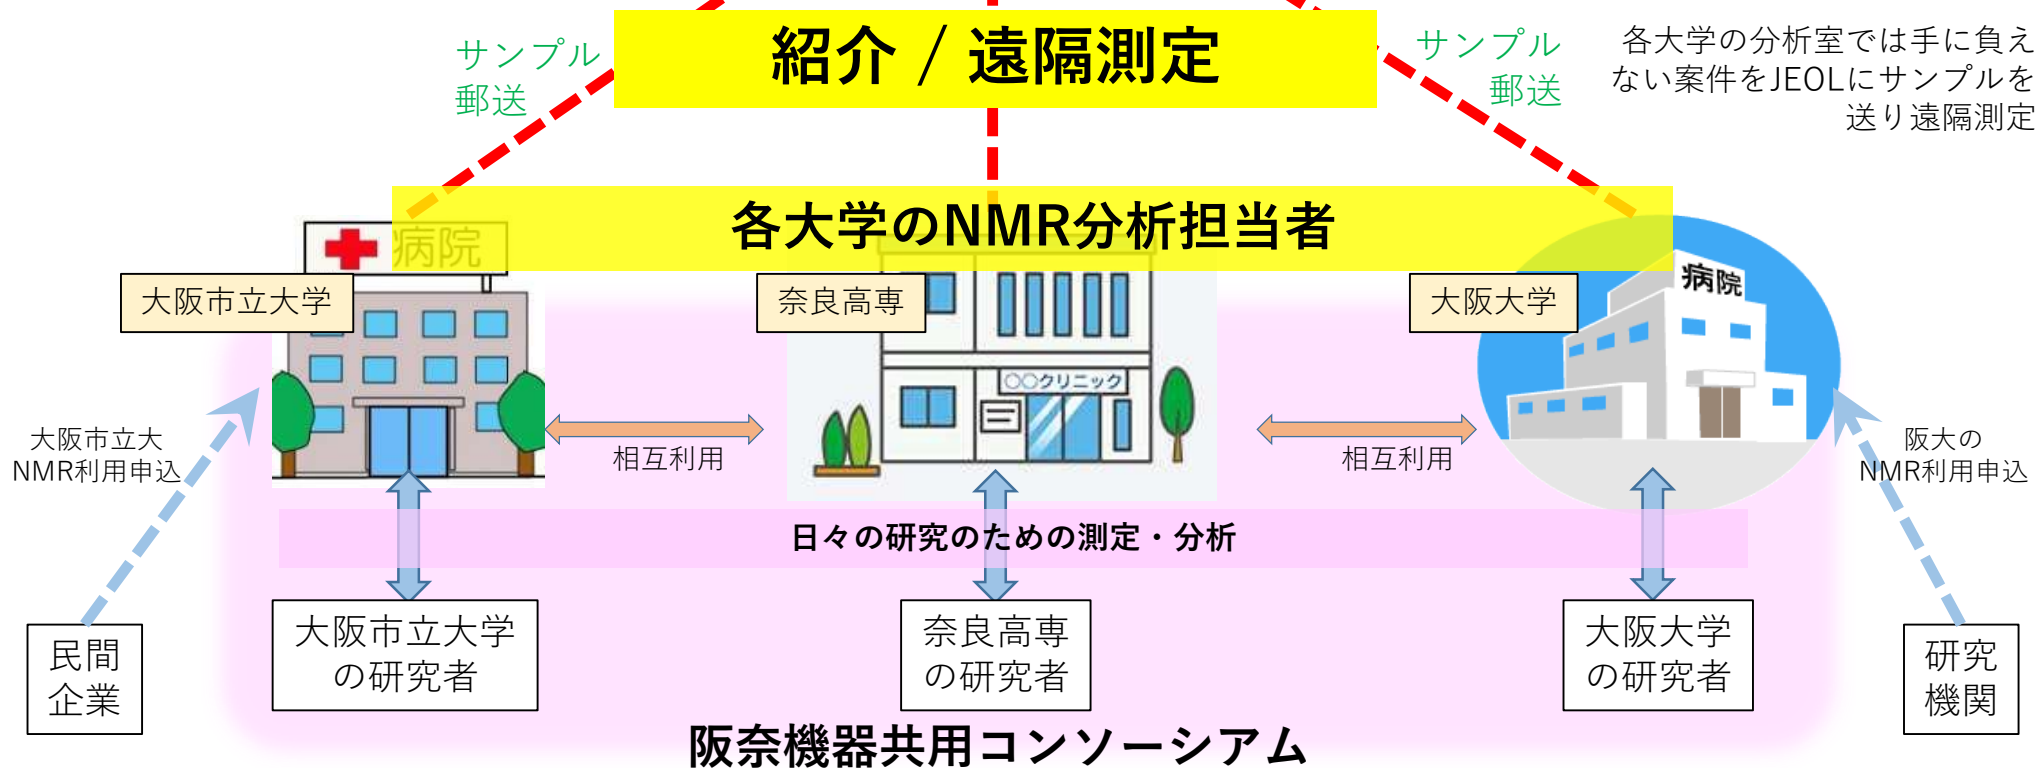 紹介 / 遠隔測定
サンプル
郵送
サンプル
郵送
各大学の分析室では手に負え
ない案件をJEOLにサンプルを
送り遠隔測定
各大学のNMR分析担当者
病院
病院
大阪市立大学
奈良高専
大阪大学
〇〇クリニック
相互利用
相互利用
大阪市立大
NMR利用申込
阪大の
NMR利用申込
日々の研究のための測定・分析
民間
企業
大阪市立大学
の研究者
奈良高専
の研究者
大阪大学
の研究者
研究
機関
阪奈機器共用コンソーシアム